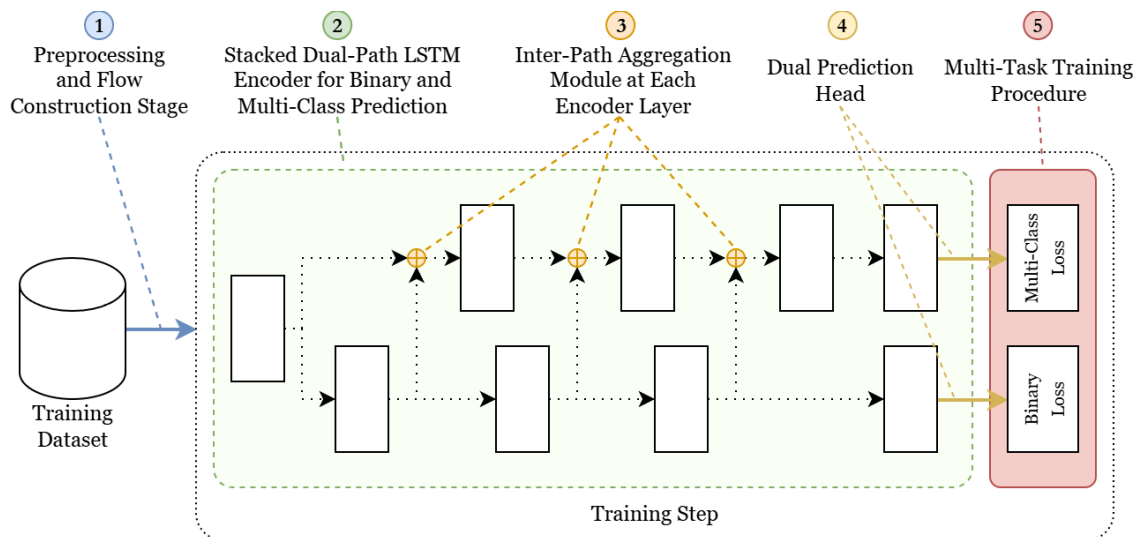 1
Preprocessing
and Flow
Construction Stage
2
Stacked Dual-Path LSTM
Encoder for Binary and
Multi-Class Prediction
3
Inter-Path Aggregation
Module at Each
Encoder Layer
4
Dual Prediction
Head
5
Multi-Task Training
Procedure
Training
Dataset
Multi-Class
Loss
Binary
Loss
Training Step